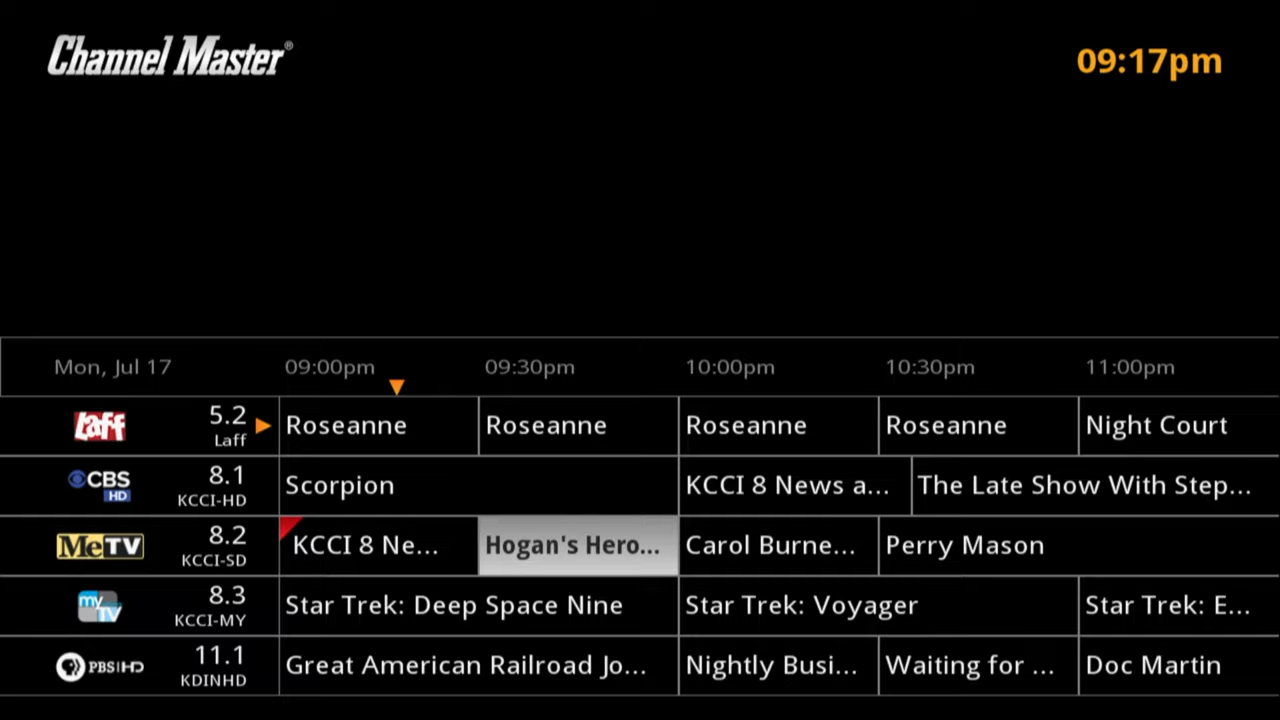 Channel Master®
09:17pm
Mon, Jul 17 09:00pm 09:30pm 10:00pm 10:30pm 11:00pm
Laff 5.2 Roseanne Roseanne Roseanne Roseanne Night Court
Laff
CBS HD 8.1 Scorpion KCCI 8 News a... The Late Show With Step...
KCCI-HD
MeTV 8.2 KCCI 8 Ne... Hogan's Hero... Carol Burne... Perry Mason
KCCI-SD
my TV 8.3 Star Trek: Deep Space Nine Star Trek: Voyager Star Trek: E...
KCCI-MY
PBS HD 11.1 Great American Railroad Jo... Nightly Busi... Waiting for ... Doc Martin
KDINHD